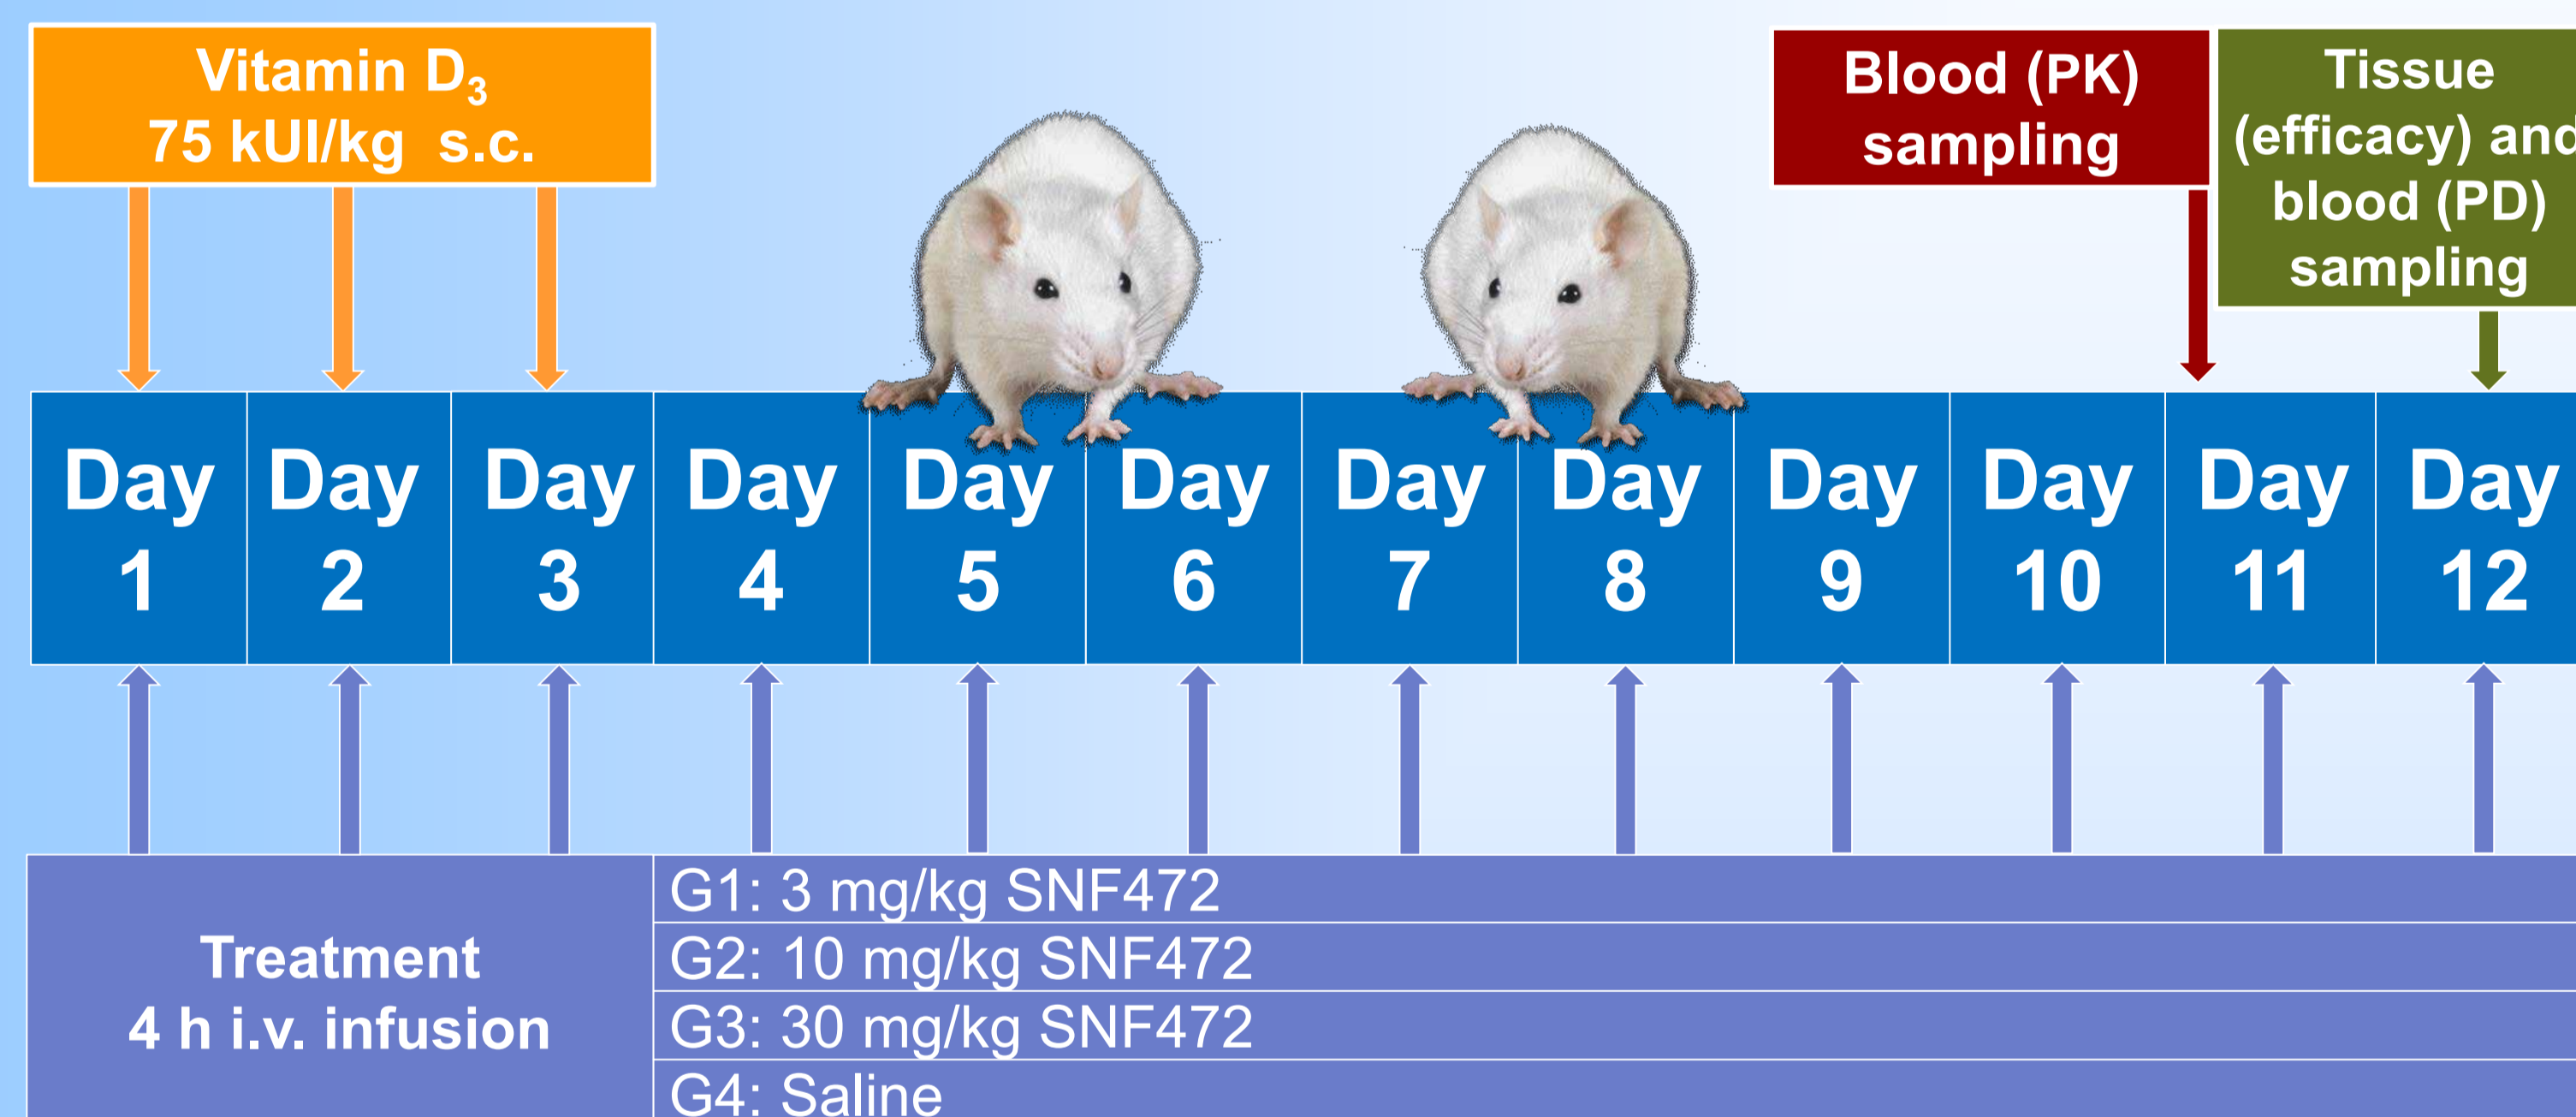 Vitamin D₃
75 kUI/kg s.c.
Blood (PK)
sampling
Tissue
(efficacy) and
blood (PD)
sampling
Day 1
Day 2
Day 3
Day 4
Day 5
Day 6
Day 7
Day 8
Day 9
Day 10
Day 11
Day 12
Treatment
4 h i.v. infusion
G1: 3 mg/kg SNF472
G2: 10 mg/kg SNF472
G3: 30 mg/kg SNF472
G4: Saline